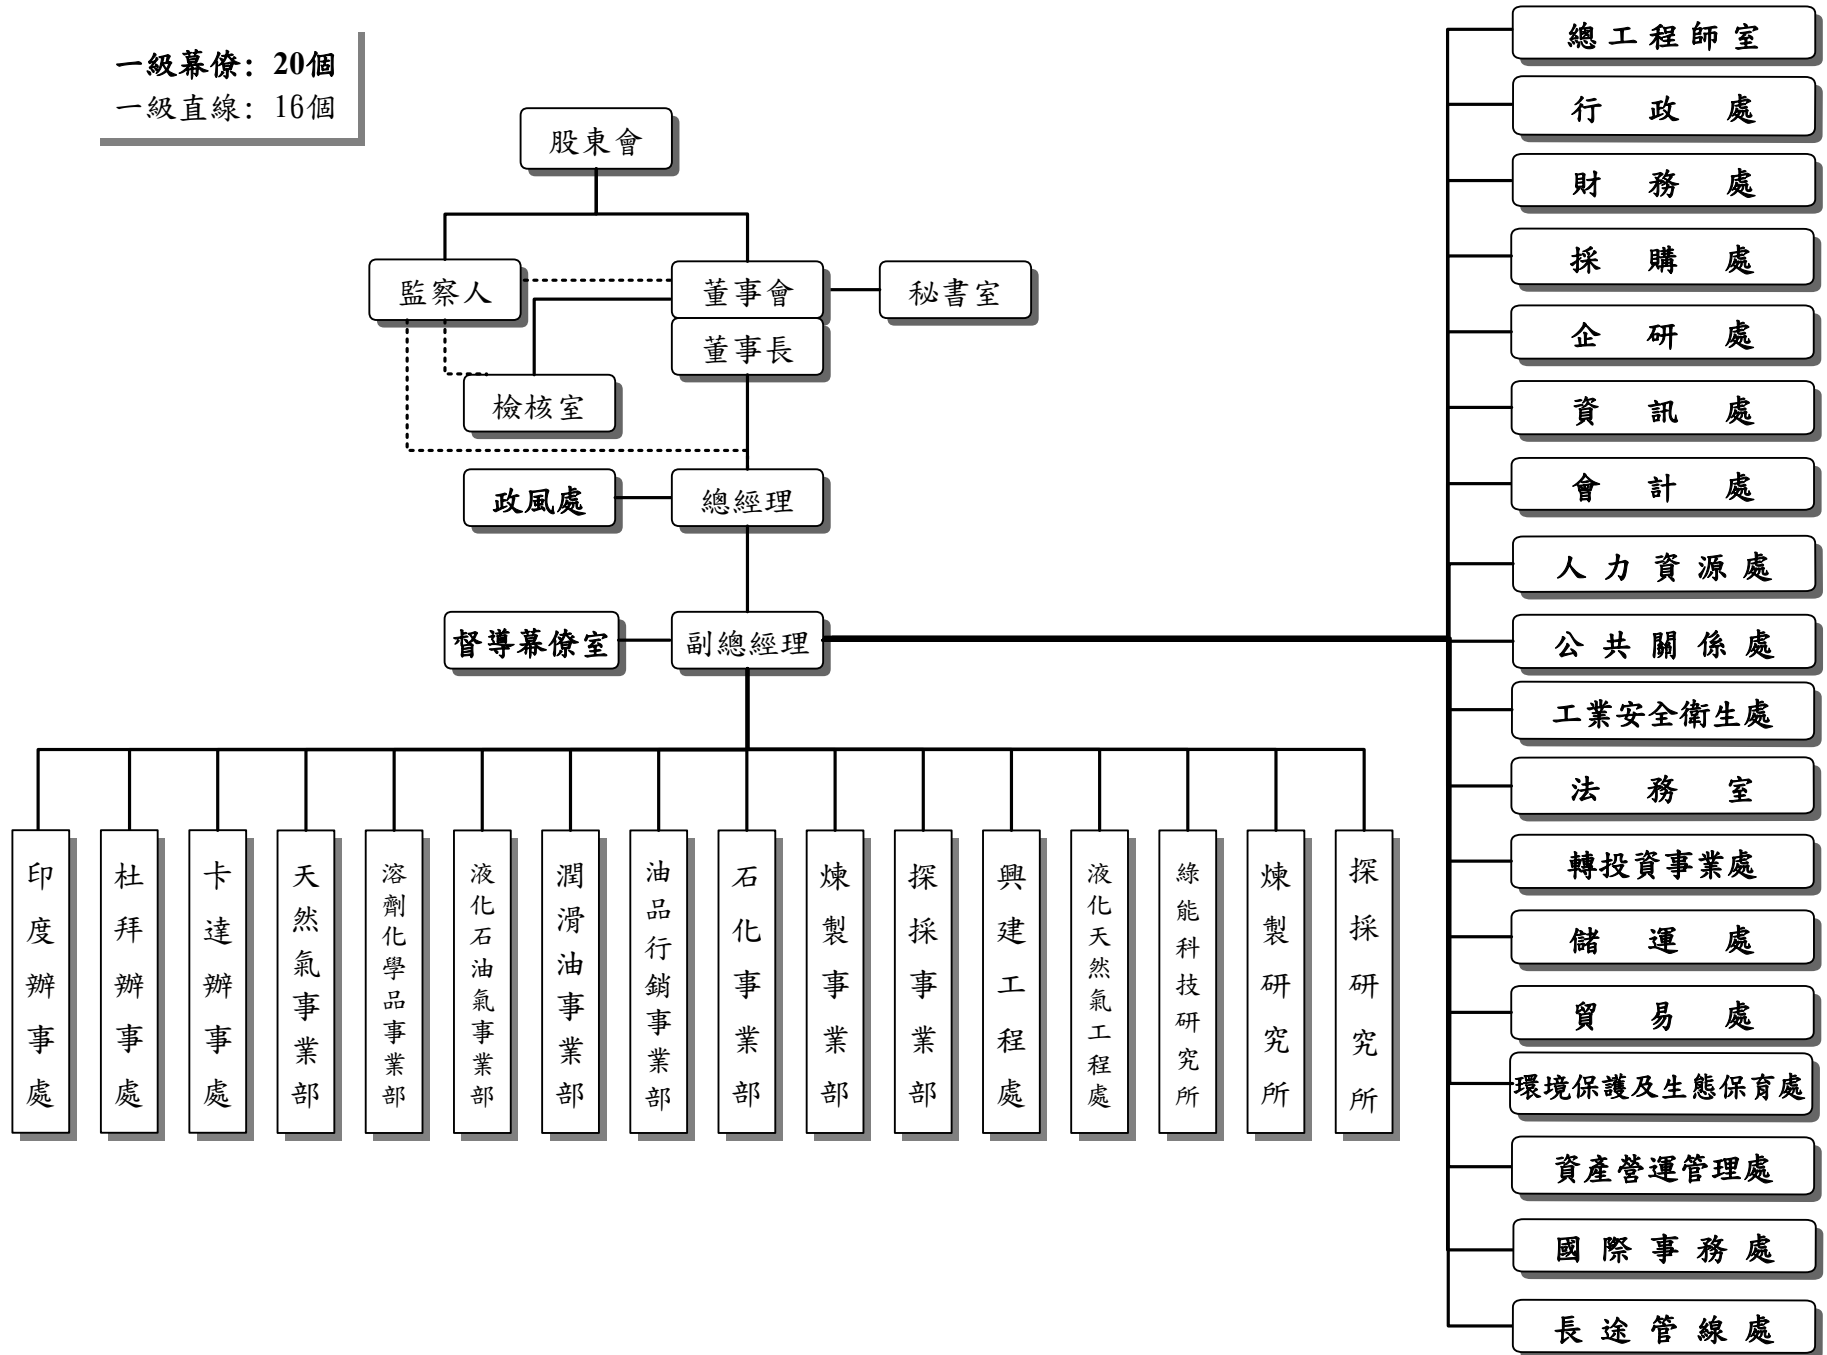 一級幕僚：20個
一級直線：16個
股東會
監察人
董事會
秘書室
董事長
檢核室
政風處
總經理
督導幕僚室
副總經理
印度辦事處
杜拜辦事處
卡達辦事處
天然氣事業部
溶劑化學品事業部
液化石油氣事業部
潤滑油事業部
油品行銷事業部
石化事業部
煉製事業部
探採事業部
興建工程處
液化天然氣工程處
綠能科技研究所
煉製研究所
探採研究所
總工程師室
行政處
財務處
採購處
企研處
資訊處
會計處
人力資源處
公共關係處
工業安全衛生處
法務室
轉投資事業處
儲運處
貿易處
環境保護及生態保育處
資產營運管理處
國際事務處
長途管線處